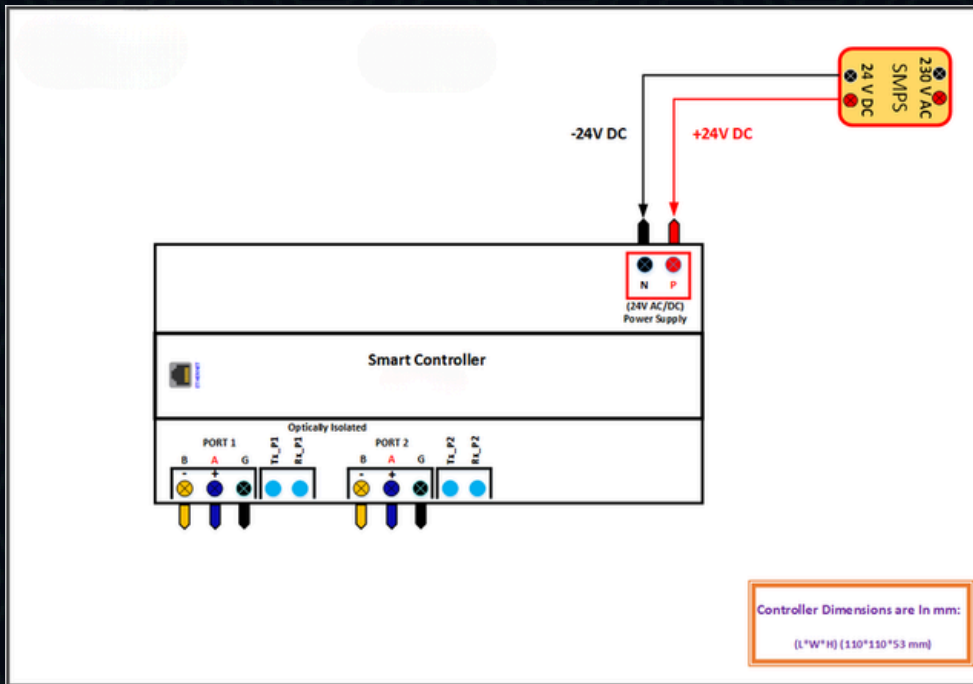 230 V AC
SMPS
24 V DC
-24V DC
+24V DC
N P
(24V AC/DC)
Power Supply
Smart Controller
ETHERNET
Optically Isolated
PORT 1
Tx_P1
Rx_P1
PORT 2
Tx_P2
Rx_P2
B A G
- +
B A G
- +
Controller Dimensions are In mm:
(L*W*H) (110*110*53 mm)